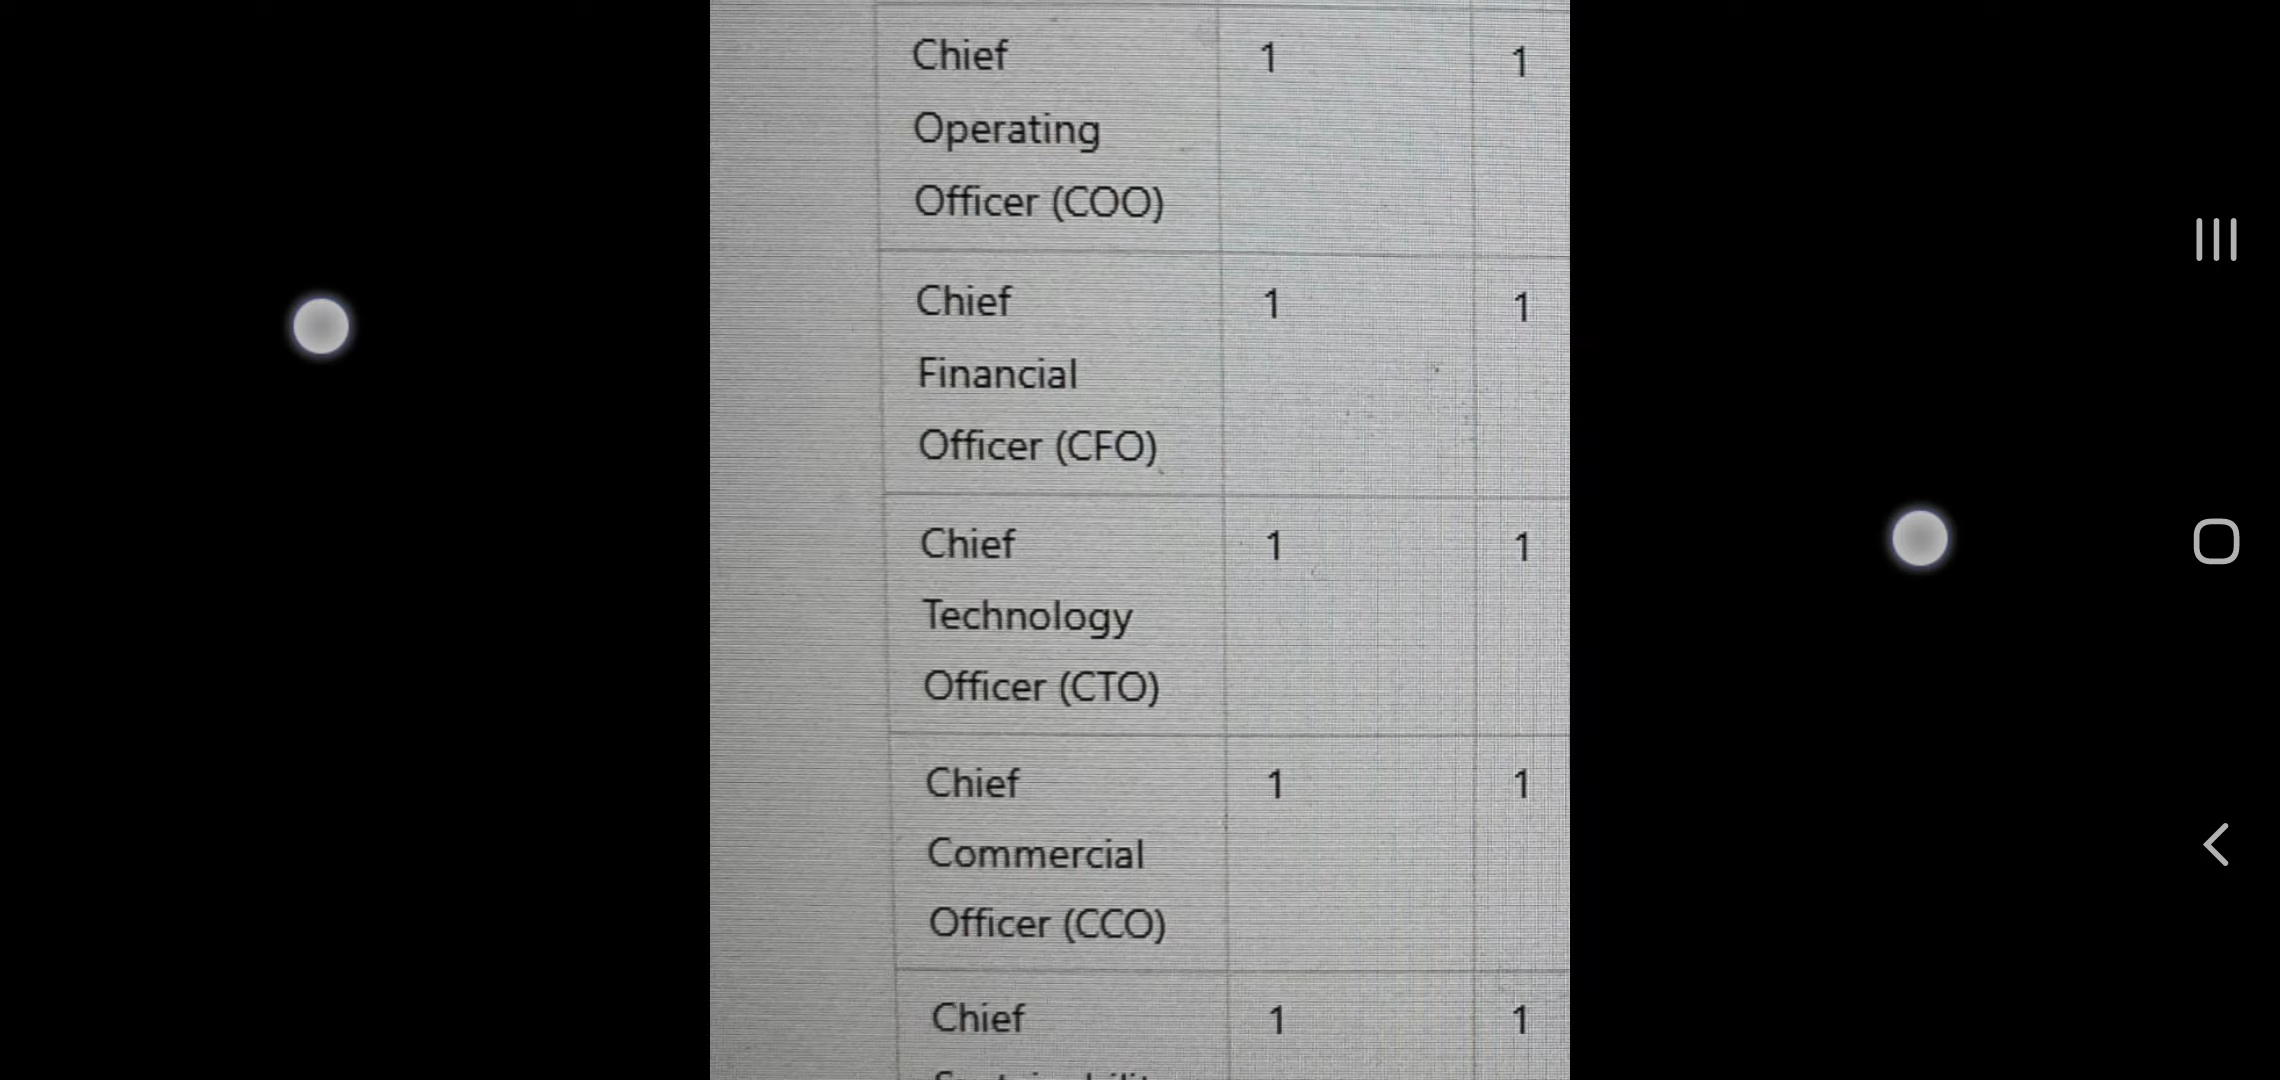 Chief 1 1
Operating
Officer (COO)
Chief 1 1
Financial
Officer (CFO)
Chief 1 1
Technology
Officer (CTO)
Chief 1 1
Commercial
Officer (CCO)
Chief 1 1